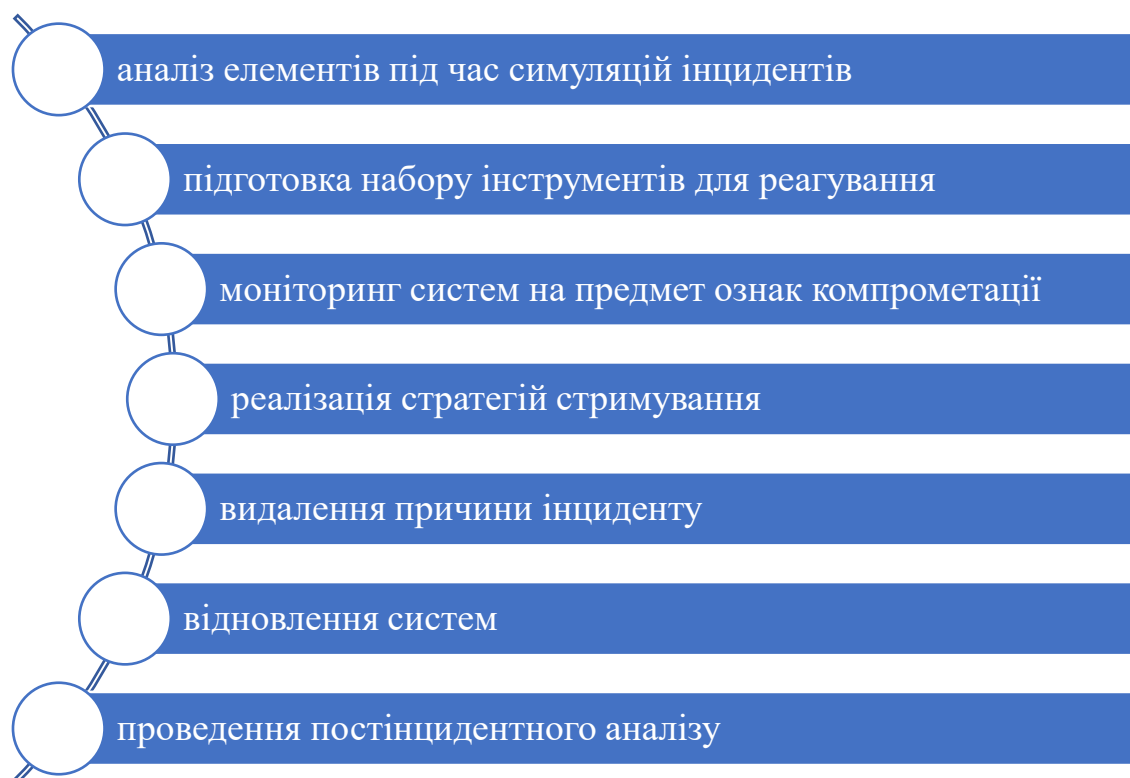 аналіз елементів під час симуляцій інцидентів
підготовка набору інструментів для реагування
моніторинг систем на предмет ознак компрометації
реалізація стратегій стримування
видалення причини інциденту
відновлення систем
проведення постінцидентного аналізу